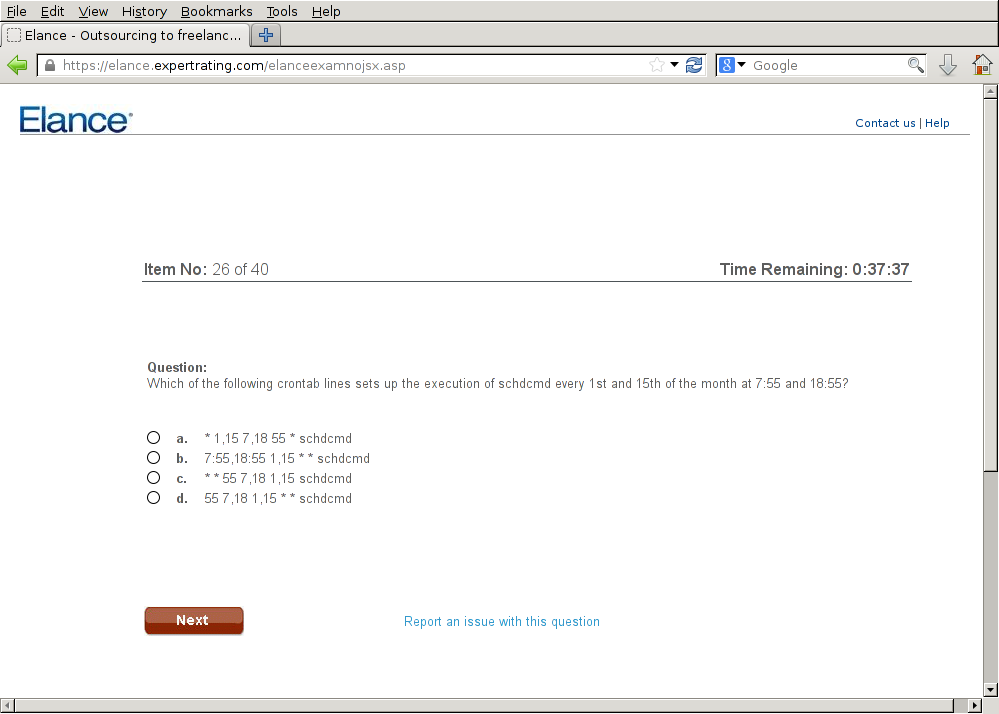 File Edit View History Bookmarks Tools Help
Elance - Outsourcing to freelanc...
https://elance.expertrating.com/elanceexamnojsx.asp
8 Google
Elance
Contact us | Help
Item No: 26 of 40
Time Remaining: 0:37:37
Question:
Which of the following crontab lines sets up the execution of schdcmd every 1st and 15th of the month at 7:55 and 18:55?
a. * 1,15 7,18 55 * schdcmd
b. 7:55,18:55 1,15 * * schdcmd
c. * * 55 7,18 1,15 schdcmd
d. 55 7,18 1,15 * * schdcmd
Next
Report an issue with this question